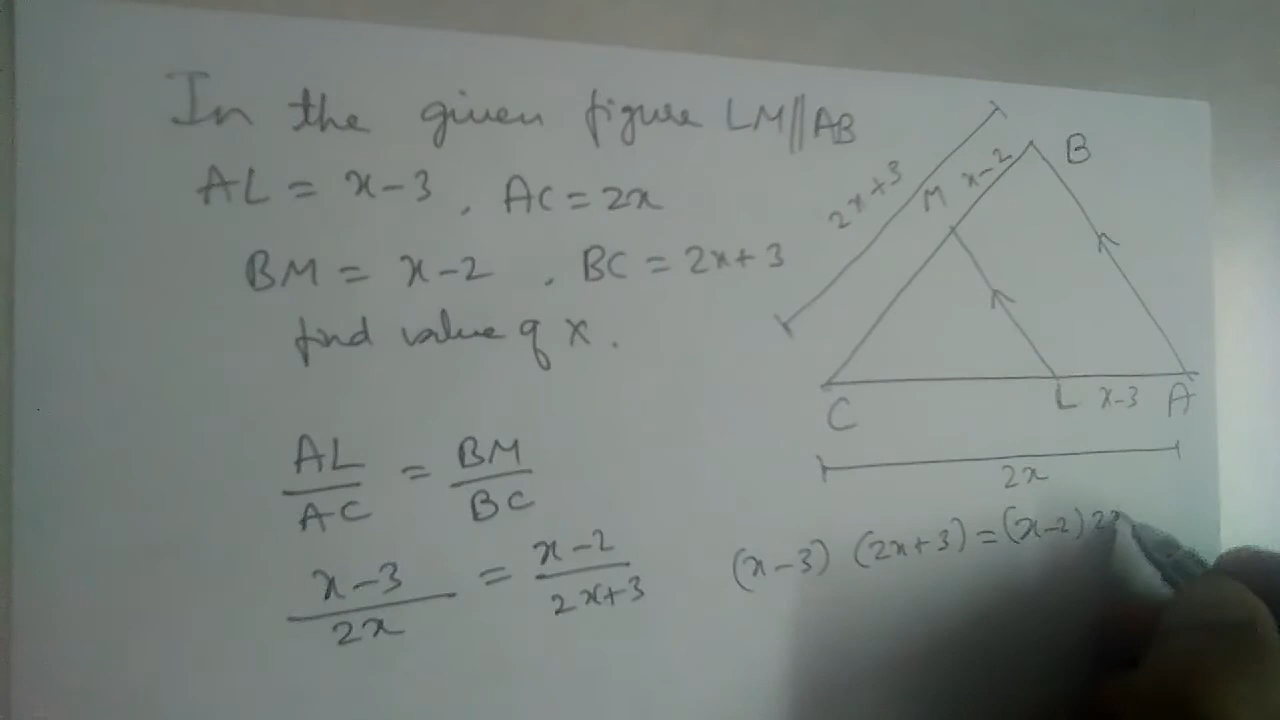 In the given figure LM||AB
AL = x-3 , AC = 2x
BM = x-2 , BC = 2x+3
find value of x.
AL/AC = BM/BC
x-3/2x = x-2/2x+3
(x-3) (2x+3) = (x-2) 2x
B
x-2
M
2x+3
C
L
x-3
A
2x